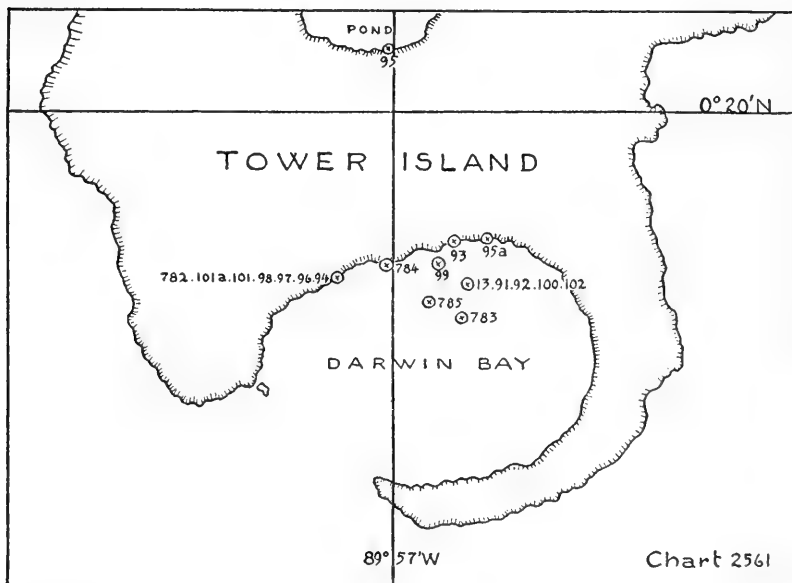 POND
95
0° 20'N
TOWER ISLAND
93
95a
782.101a.101.98.97.96.94
784
99
13.91.92.100.102
785
783
DARWIN BAY
89° 57'W
Chart 2561